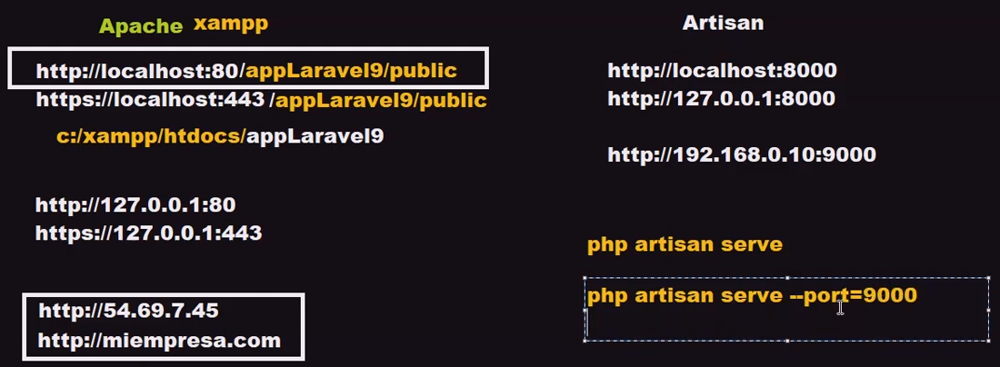 Apache xampp
http://localhost:80/appLaravel9/public
https://localhost:443/appLaravel9/public
c:/xampp/htdocs/appLaravel9
http://127.0.0.1:80
https://127.0.0.1:443
http://54.69.7.45
http://miempresa.com
Artisan
http://localhost:8000
http://127.0.0.1:8000
http://192.168.0.10:9000
php artisan serve
php artisan serve --port=9000